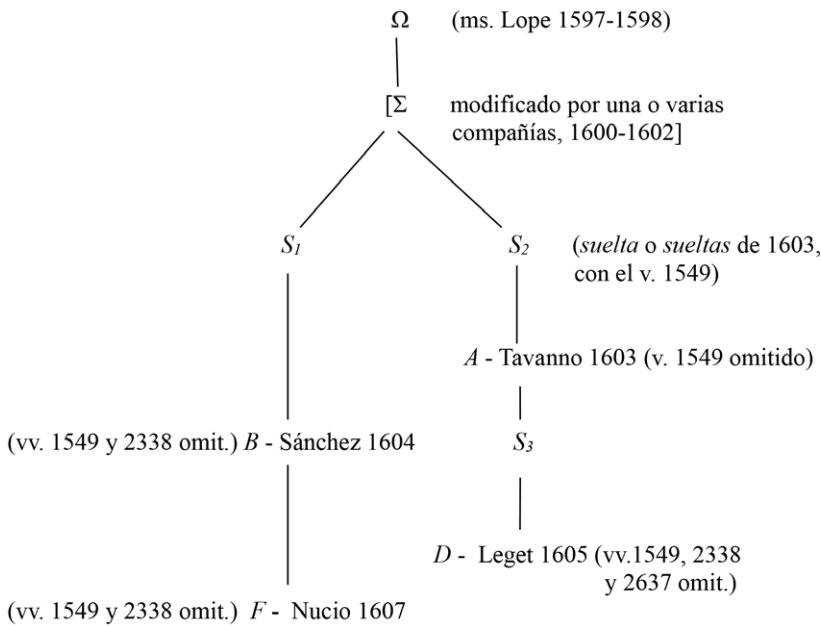 Ω (ms. Lope 1597-1598)
[Σ modificado por una o varias
compañías, 1600-1602]
S1 S2 (suelta o sueltas de 1603,
con el v. 1549)
A - Tavanno 1603 (v. 1549 omitido)
(vv. 1549 y 2338 omit.) B - Sánchez 1604 S3
D - Leget 1605 (vv.1549, 2338
y 2637 omit.)
(vv. 1549 y 2338 omit.) F - Nucio 1607